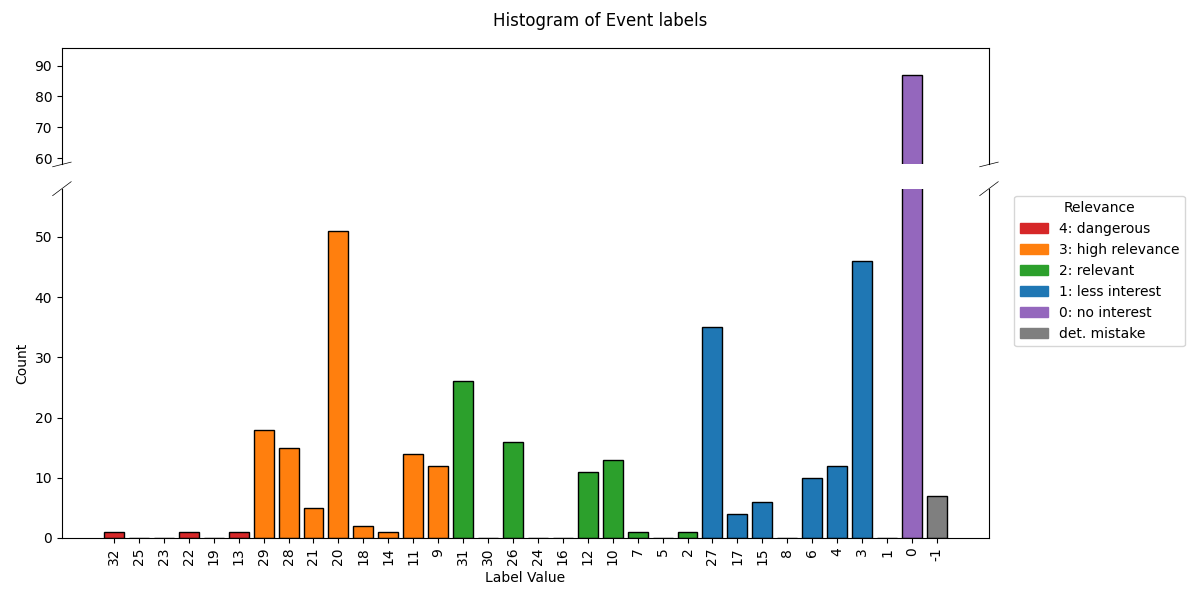 Histogram of Event labels
90
80
70
60
50
40
30
20
10
0
Count
32 25 23 22 19 13 29 28 21 20 18 14 11 9 31 30 26 24 16 12 10 7 5 2 27 17 15 8 6 4 3 1 0 -1
Label Value
Relevance
4: dangerous
3: high relevance
2: relevant
1: less interest
0: no interest
det. mistake